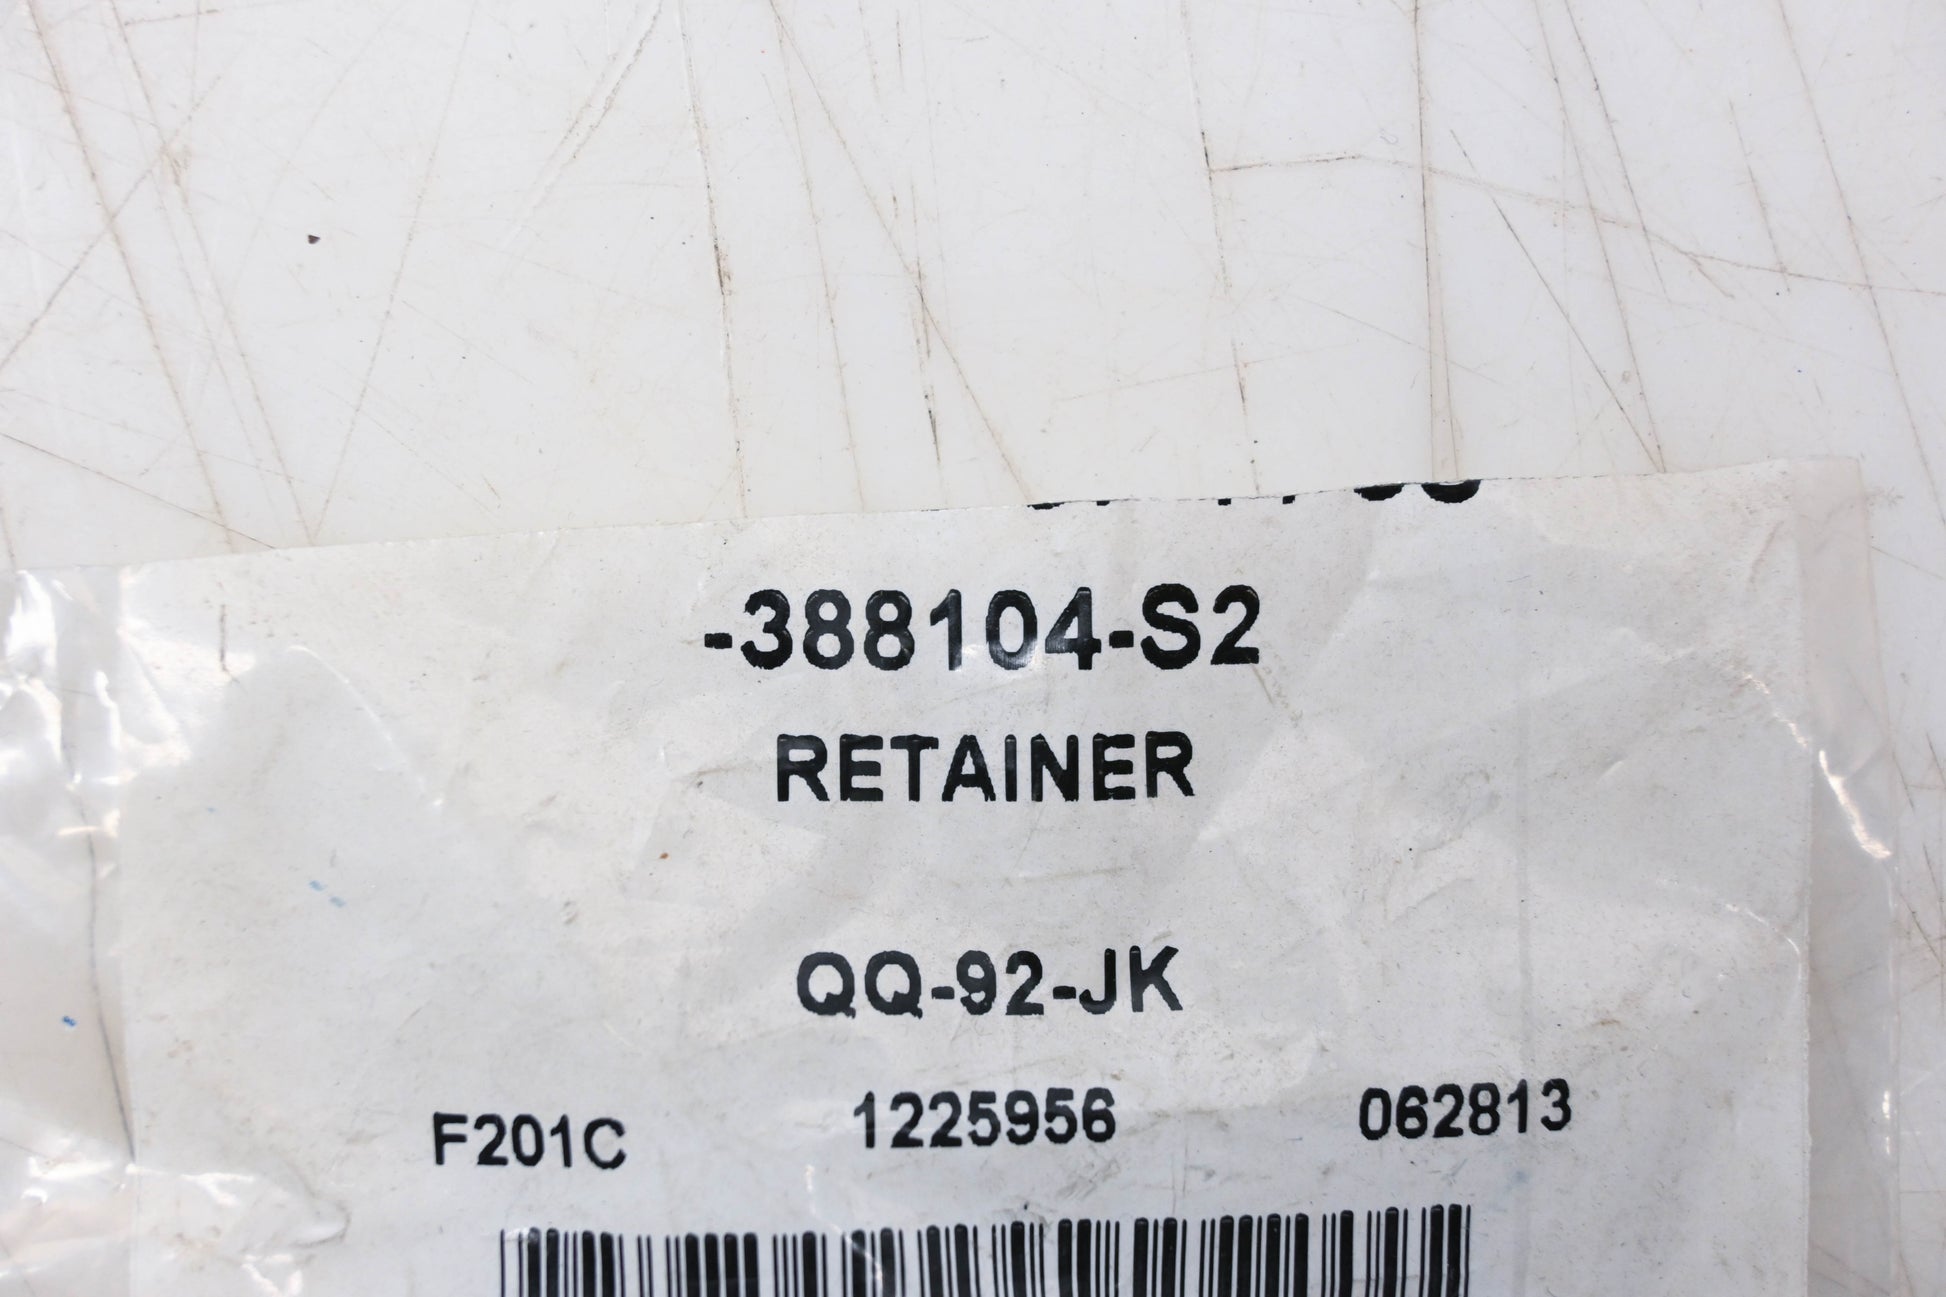 -388104-S2
RETAINER
QQ-92-JK
F201C 1225956 062813